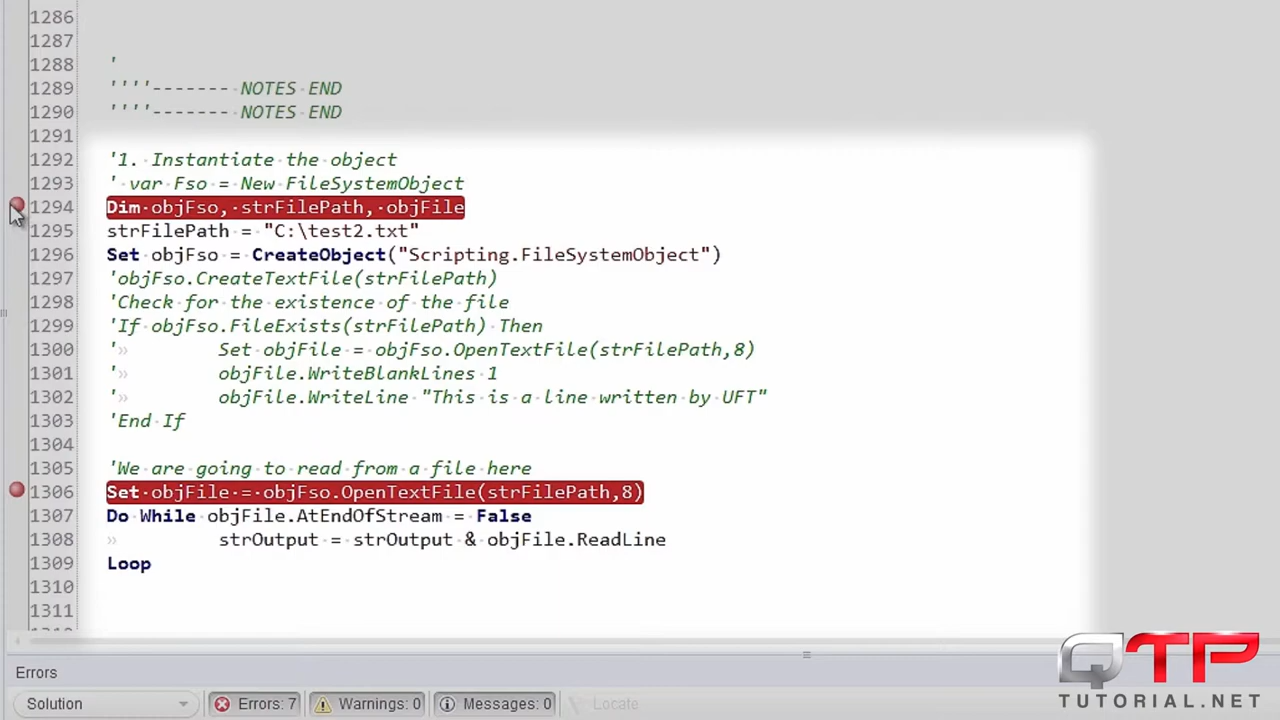 1286
1287
1288 '
1289 ''''------- NOTES END
1290 ''''------- NOTES END
1291
1292 '1. Instantiate the object
1293 ' var Fso = New FileSystemObject
1294 Dim objFso, strFilePath, objFile
1295 strFilePath = "C:\test2.txt"
1296 Set objFso = CreateObject("Scripting.FileSystemObject")
1297 'objFso.CreateTextFile(strFilePath)
1298 'Check for the existence of the file
1299 'If objFso.FileExists(strFilePath) Then
1300 '» Set objFile = objFso.OpenTextFile(strFilePath,8)
1301 '» objFile.WriteBlankLines 1
1302 '» objFile.WriteLine "This is a line written by UFT"
1303 'End If
1304
1305 'We are going to read from a file here
1306 Set objFile = objFso.OpenTextFile(strFilePath,8)
1307 Do While objFile.AtEndOfStream = False
1308 » strOutput = strOutput & objFile.ReadLine
1309 Loop
1310
1311
Errors
Solution Errors: 7 Warnings: 0 Messages: 0 Locate
QTP
TUTORIAL.NET